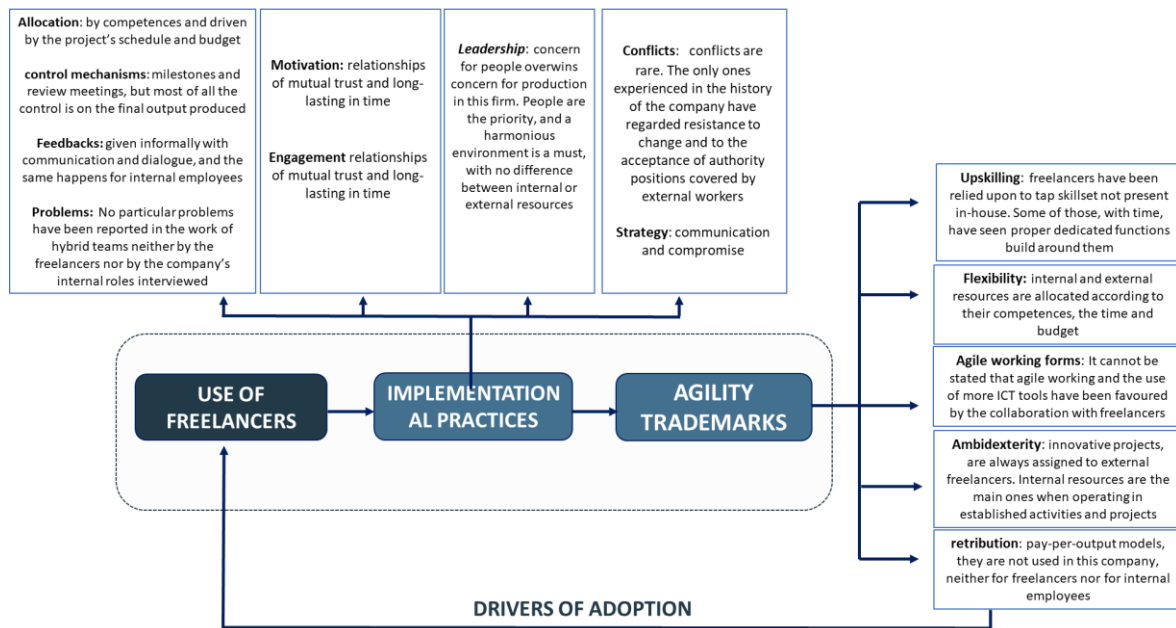 Allocation: by competences and driven
by the project's schedule and budget
control mechanisms: milestones and
review meetings, but most of all the
control is on the final output produced
Feedbacks: given informally with
communication and dialogue, and the
same happens for internal employees
Problems: No particular problems
have been reported in the work of
hybrid teams neither by the
freelancers nor by the company's
internal roles interviewed
Motivation: relationships
of mutual trust and long-
lasting in time
Engagement relationships
of mutual trust and long-
lasting in time
Leadership: concern
for people overwins
concern for production
in this firm. People are
the priority, and a
harmonious
environment is a must,
with no difference
between internal or
external resources
Conflicts: conflicts are
rare. The only ones
experienced in the history
of the company have
regarded resistance to
change and to the
acceptance of authority
positions covered by
external workers
Strategy: communication
and compromise
Upskilling: freelancers have been
relied upon to tap skillset not present
in-house. Some of those, with time,
have seen proper dedicated functions
build around them
Flexibility: internal and external
resources are allocated according to
their competences, the time and
budget
Agile working forms: It cannot be
stated that agile working and the use
of more ICT tools have been favoured
by the collaboration with freelancers
Ambidexterity: innovative projects,
are always assigned to external
freelancers. Internal resources are the
main ones when operating in
established activities and projects
retribution: pay-per-output models,
they are not used in this company,
neither for freelancers nor for internal
employees
USE OF
FREELANCERS
IMPLEMENTATION
AL PRACTICES
AGILITY
TRADEMARKS
DRIVERS OF ADOPTION